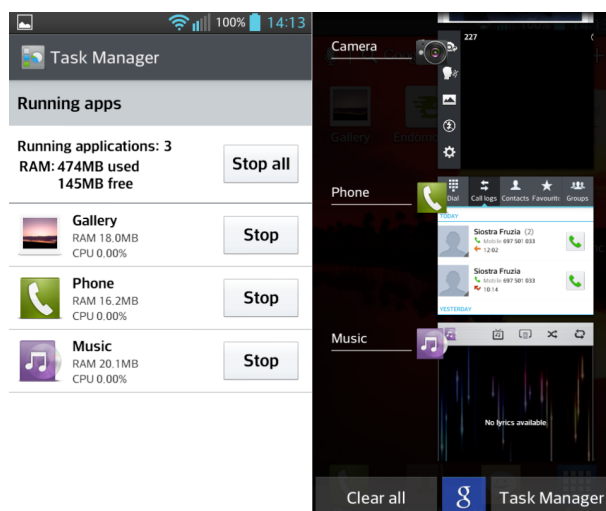 100% 14:13
Task Manager
Running apps
Running applications: 3
RAM: 474MB used
145MB free
Stop all
Gallery
RAM 18.0MB
CPU 0.00%
Stop
Phone
RAM 16.2MB
CPU 0.00%
Stop
Music
RAM 20.1MB
CPU 0.00%
Stop
Camera
227
Gallery
Endomo
Phone
Dial Call logs Contacts Favourite Groups
TODAY
Siostra Fruzia (2)
Mobile 697 501 033
12:02
Siostra Fruzia
Mobile 697 501 033
10:14
YESTERDAY
Music
No lyrics available
Clear all
g
Task Manager